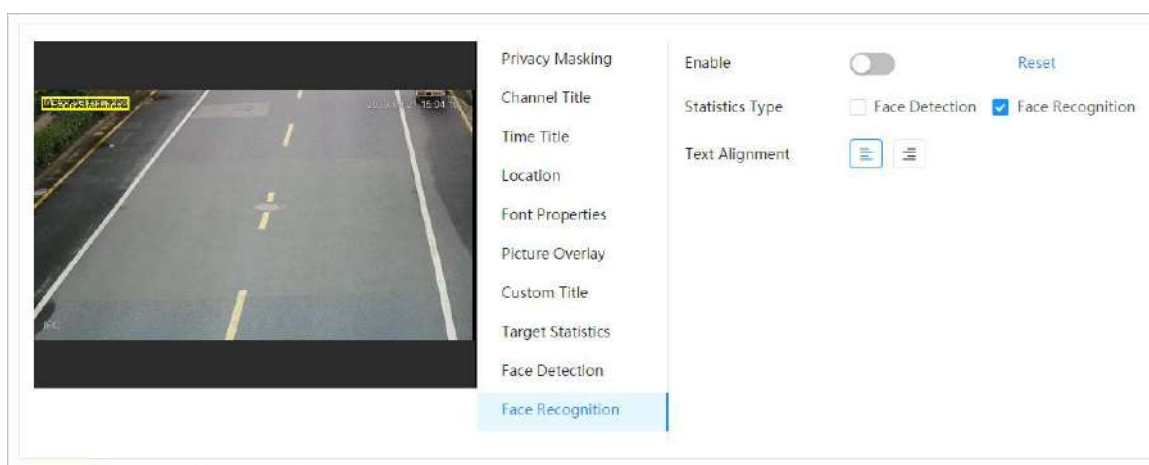 Privacy Masking
Channel Title
Time Title
Location
Font Properties
Picture Overlay
Custom Title
Target Statistics
Face Detection
Face Recognition
Enable
Reset
Statistics Type
Face Detection
Face Recognition
Text Alignment
IPC